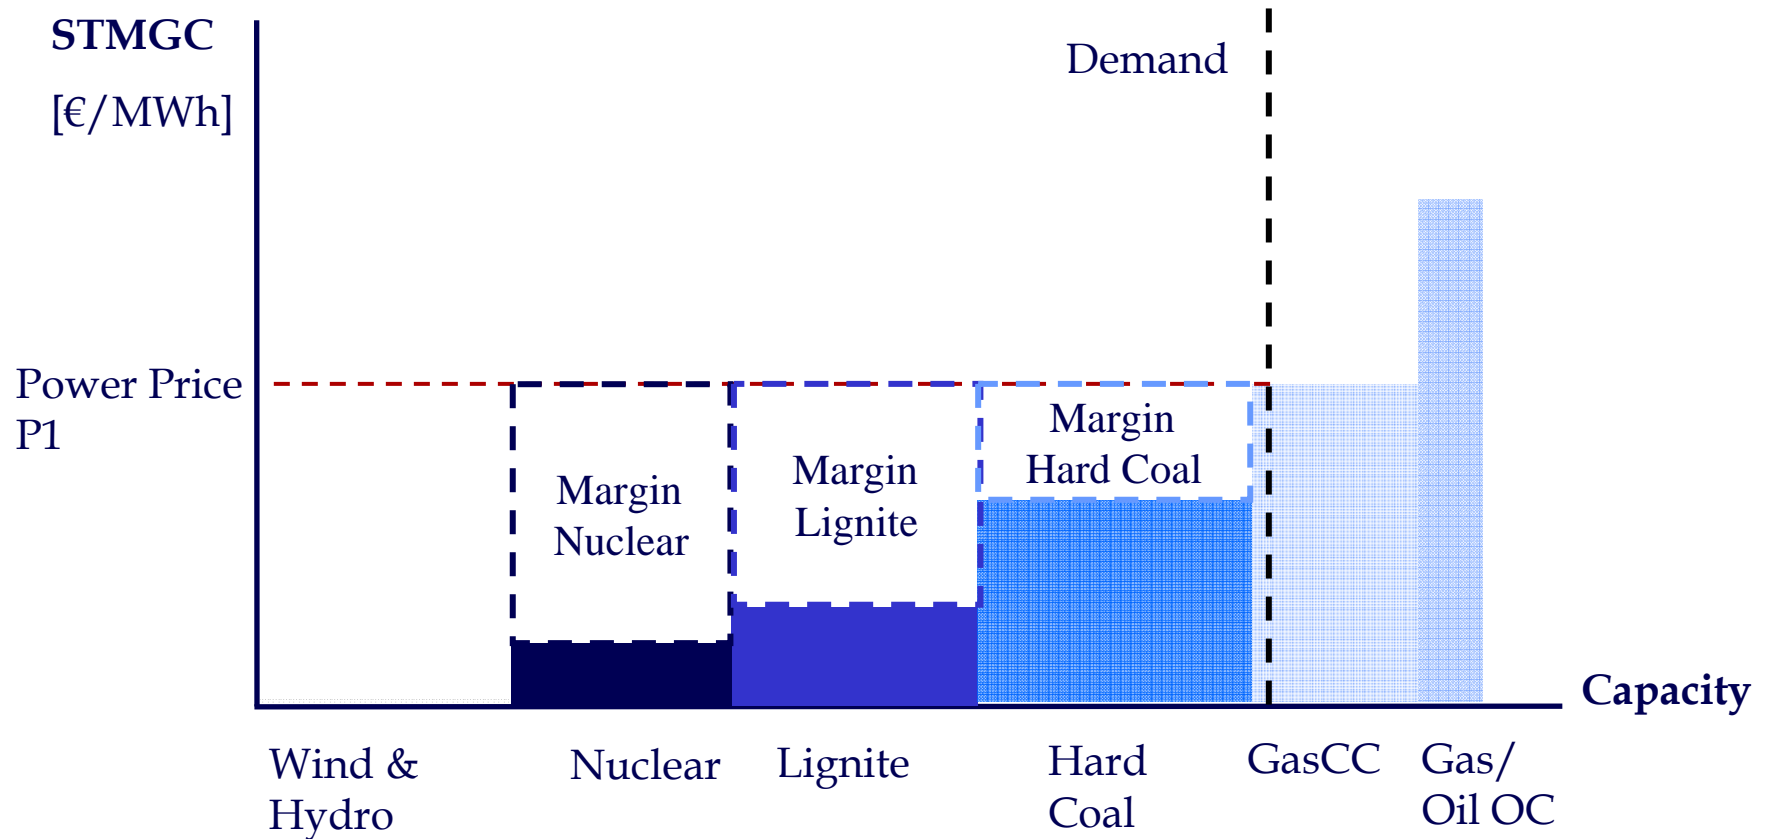 STMGC
[€/MWh]
Demand
Power Price
P1
Margin
Nuclear
Margin
Lignite
Margin
Hard Coal
Capacity
Wind &
Hydro
Nuclear
Lignite
Hard
Coal
GasCC
Gas/
Oil OC